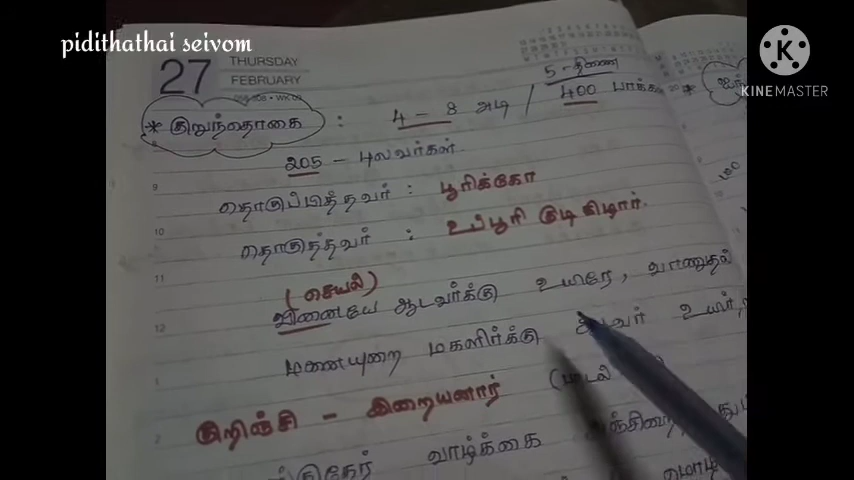 pidithathai seivom
KINEMASTER
27 THURSDAY
FEBRUARY
* குறுந்தொகை : 4 - 8 அடி / 5 - திணை
400 பாக்கள்
205 - புலவர்கள்
தொகுப்பித்தவர் : பூரிக்கோ
தொகுத்தவர் : உப்பூரி குடி கிழார்.
(செயல்)
வினையே ஆடவர்க்கு உயிரே, வாணுதல்
மனையுறை மகளிர்க்கு ஆடவர் உயிர்
குறிஞ்சி - இறையனார்
வாழ்க்கை அஞ்சிறைத்